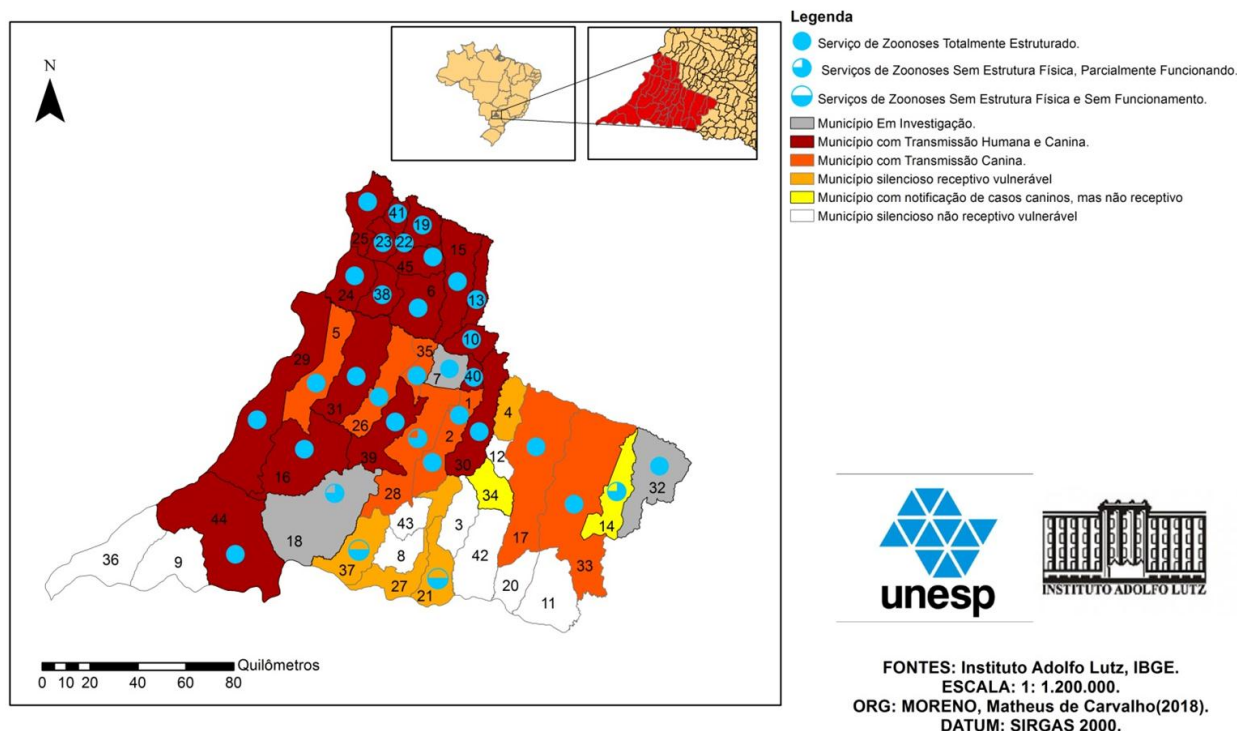 Legenda
Serviço de Zoonoses Totalmente Estruturado.
Serviços de Zoonoses Sem Estrutura Física, Parcialmente Funcionando.
Serviços de Zoonoses Sem Estrutura Física e Sem Funcionamento.
Município Em Investigação.
Município com Transmissão Humana e Canina.
Município com Transmissão Canina.
Município silencioso receptivo vulnerável
Município com notificação de casos caninos, mas não receptivo
Município silencioso não receptivo vulnerável
N
41
19
25
23
22
15
45
24
38
6
13
5
10
29
35
7
40
31
1
4
26
2
12
39
30
16
34
32
28
14
44
43
3
18
17
36
9
8
42
37
33
27
20
21
11
Quilômetros
0 10 20 40 60 80
unesp
INSTITUTO ADOLFO LUTZ
FONTES: Instituto Adolfo Lutz, IBGE.
ESCALA: 1: 1.200.000.
ORG: MORENO, Matheus de Carvalho(2018).
DATUM: SIRGAS 2000.